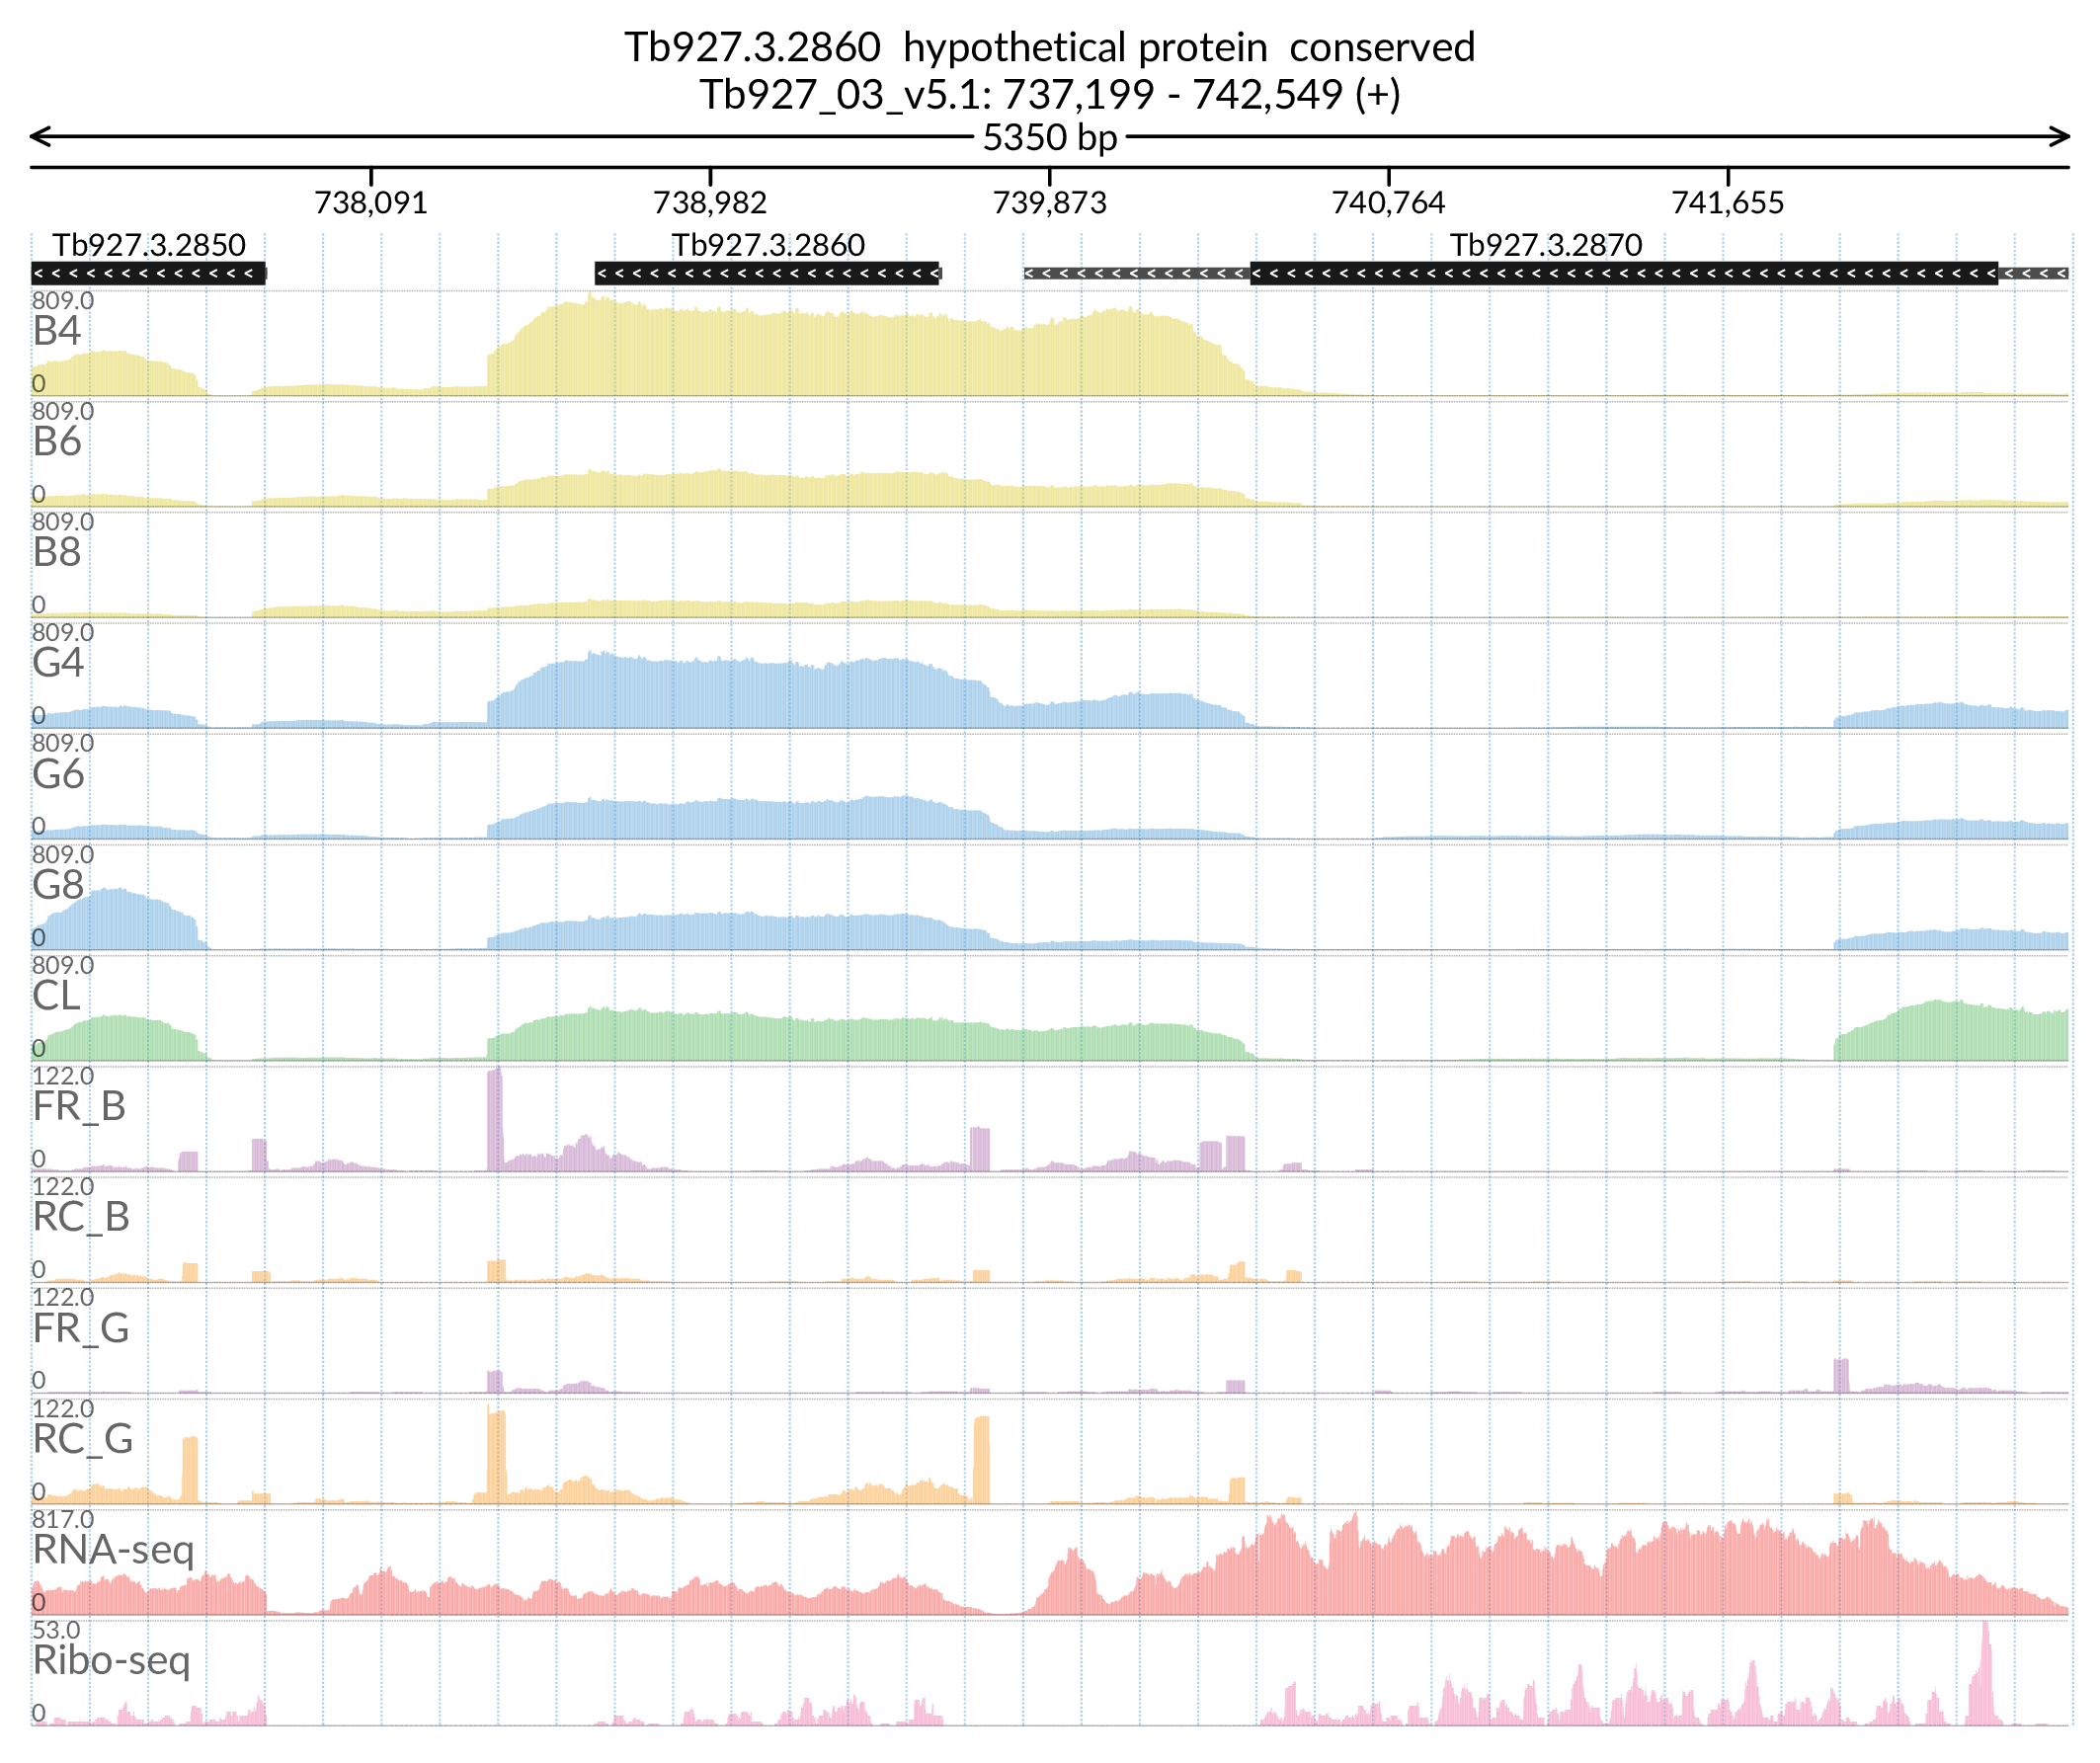 Tb927.3.2860  hypothetical protein  conserved
Tb927_03_v5.1: 737,199 - 742,549 (+)
5350 bp
738,091 738,982 739,873 740,764 741,655
Tb927.3.2850 Tb927.3.2860 Tb927.3.2870
809.0
B4
0
809.0
B6
0
809.0
B8
0
809.0
G4
0
809.0
G6
0
809.0
G8
0
809.0
CL
0
122.0
FR_B
0
122.0
RC_B
0
122.0
FR_G
0
122.0
RC_G
0
817.0
RNA-seq
0
53.0
Ribo-seq
0